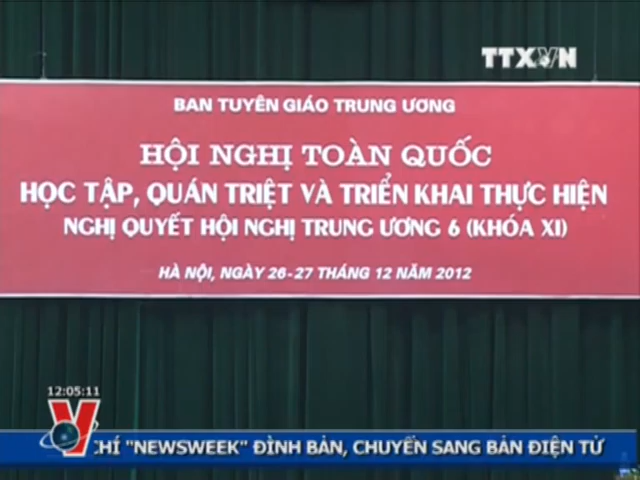 TTXVN
BAN TUYÊN GIÁO TRUNG ƯƠNG
HỘI NGHỊ TOÀN QUỐC
HỌC TẬP, QUÁN TRIỆT VÀ TRIỂN KHAI THỰC HIỆN
NGHỊ QUYẾT HỘI NGHỊ TRUNG ƯƠNG 6 (KHÓA XI)
HÀ NỘI, NGÀY 26-27 THÁNG 12 NĂM 2012
12:05:11
V
CHÍ "NEWSWEEK" ĐÌNH BẢN, CHUYỂN SANG BẢN ĐIỆN TỬ